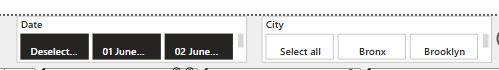 Date
City
Deselect...
01 June...
02 June...
Select all
Bronx
Brooklyn